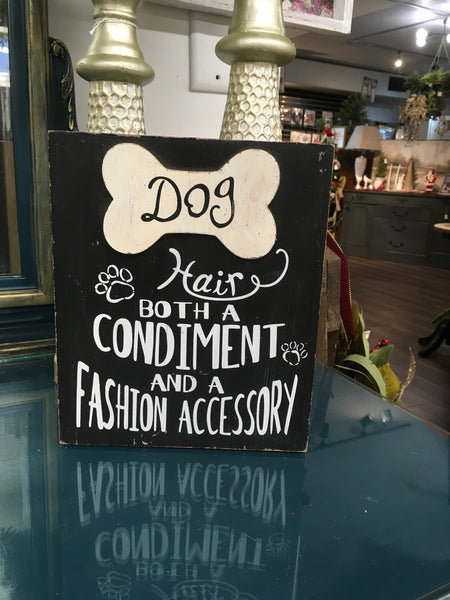 Dog
Hair
BOTH A
CONDIMENT
AND A
FASHION ACCESSORY